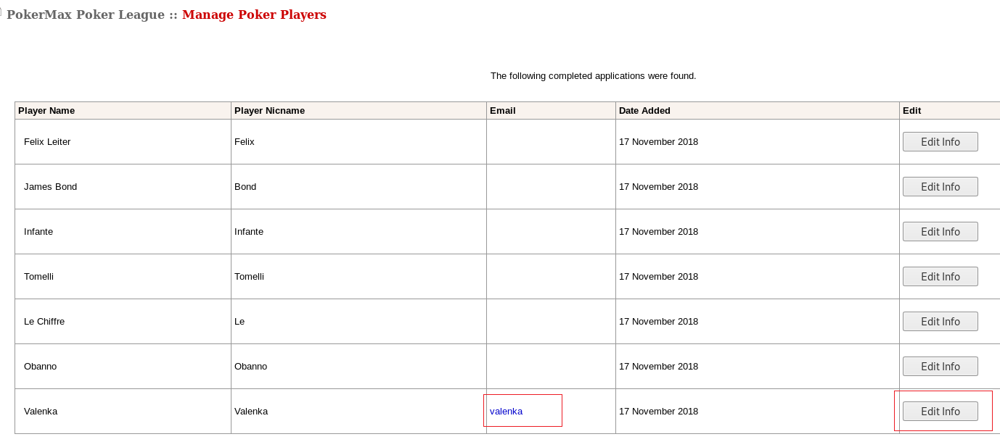 PokerMax Poker League :: Manage Poker Players
The following completed applications were found.
Player Name Player Nicname Email Date Added Edit
Felix Leiter Felix 17 November 2018 Edit Info
James Bond Bond 17 November 2018 Edit Info
Infante Infante 17 November 2018 Edit Info
Tomelli Tomelli 17 November 2018 Edit Info
Le Chiffre Le 17 November 2018 Edit Info
Obanno Obanno 17 November 2018 Edit Info
Valenka Valenka valenka 17 November 2018 Edit Info